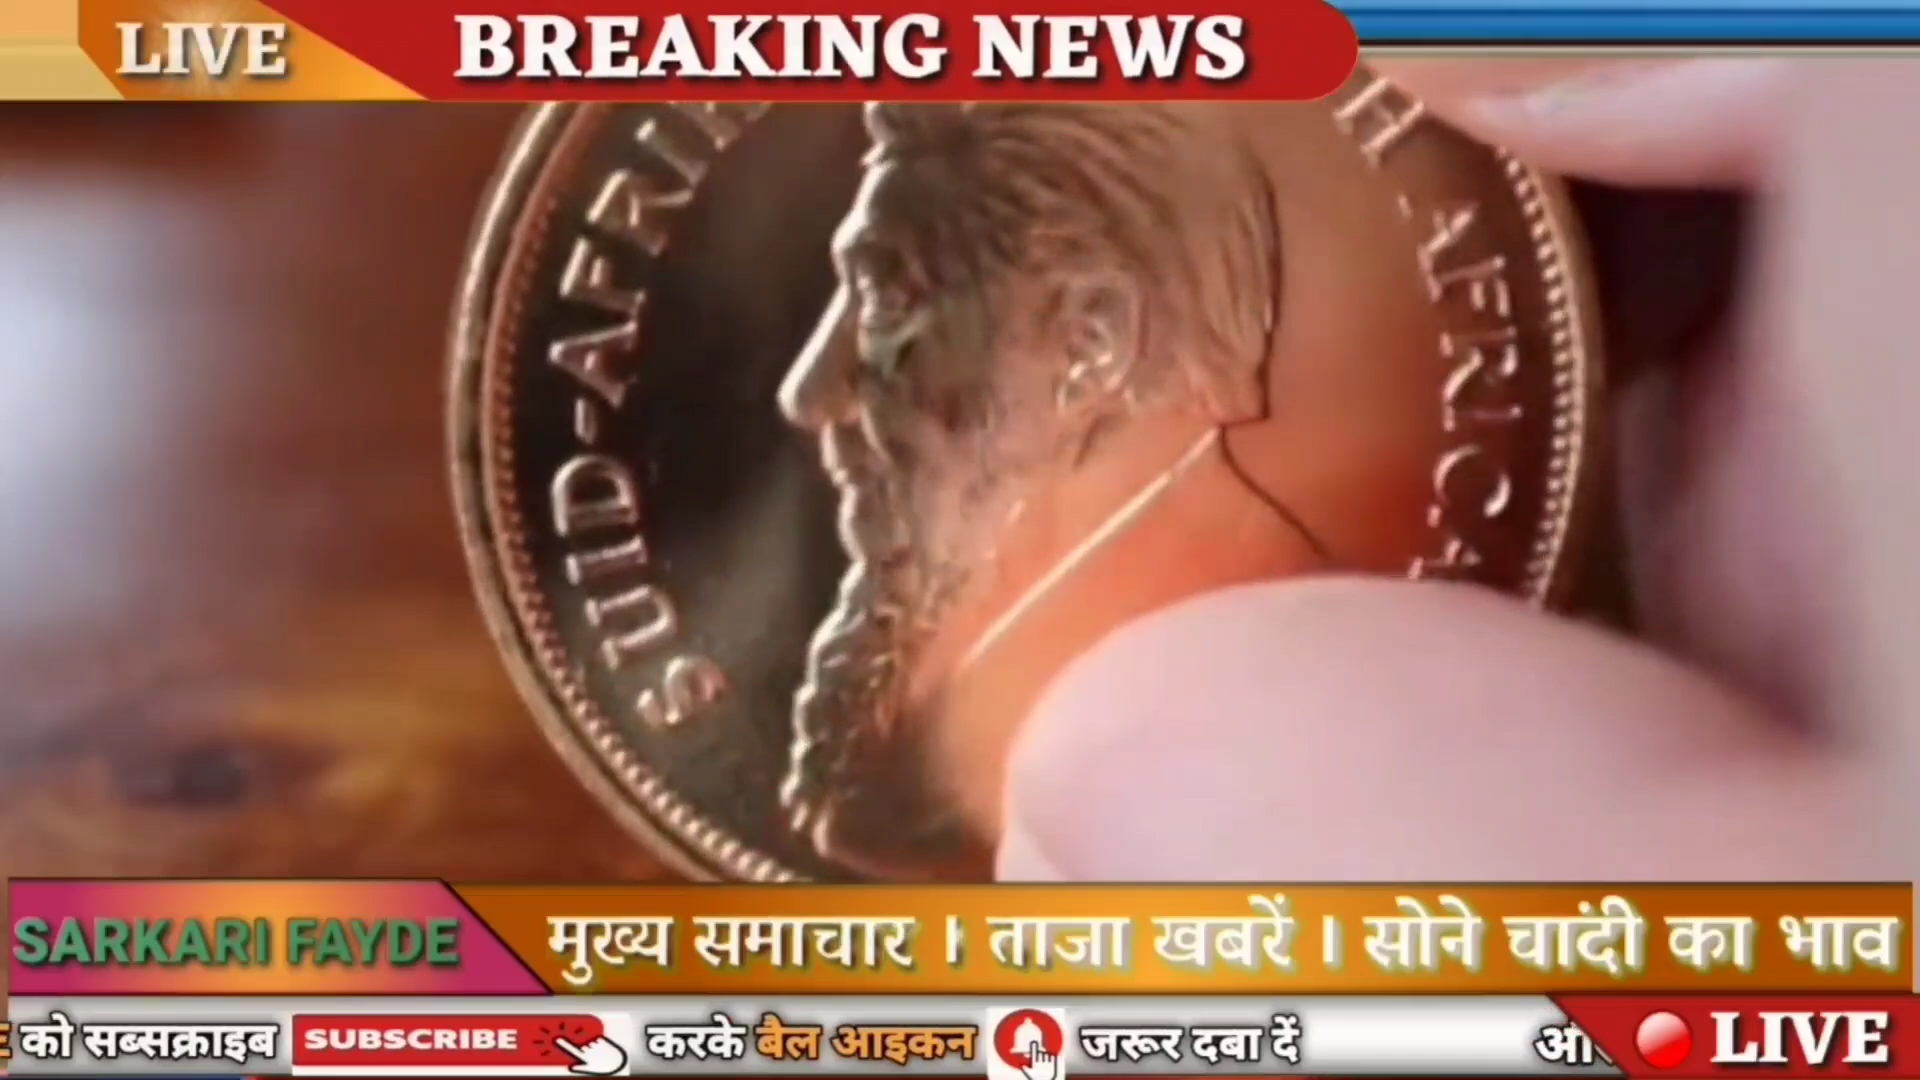 LIVE BREAKING NEWS
SUID-AFRI
H AFRICA
SARKARI FAYDE
मुख्य समाचार । ताजा खबरें । सोने चांदी का भाव
को सब्सक्राइब SUBSCRIBE करके बैल आइकन जरूर दबा दें
LIVE